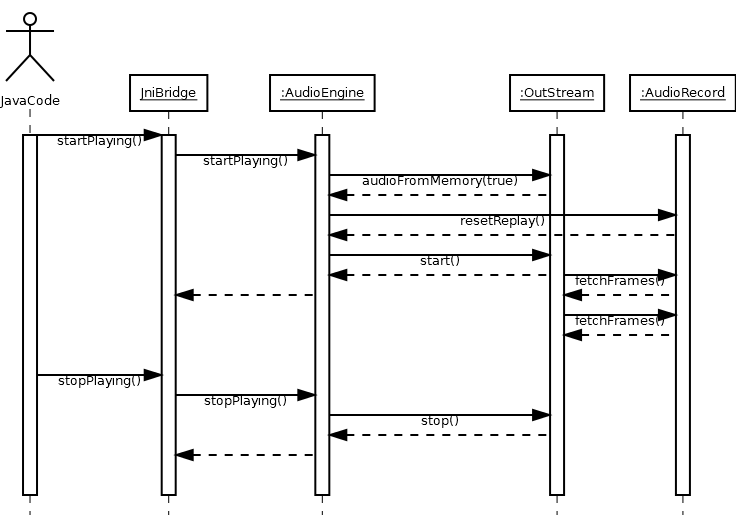 JavaCode
JniBridge
:AudioEngine
:OutStream
:AudioRecord
startPlaying()
startPlaying()
audioFromMemory(true)
resetReplay()
start()
fetchFrames()
fetchFrames()
stopPlaying()
stopPlaying()
stop()